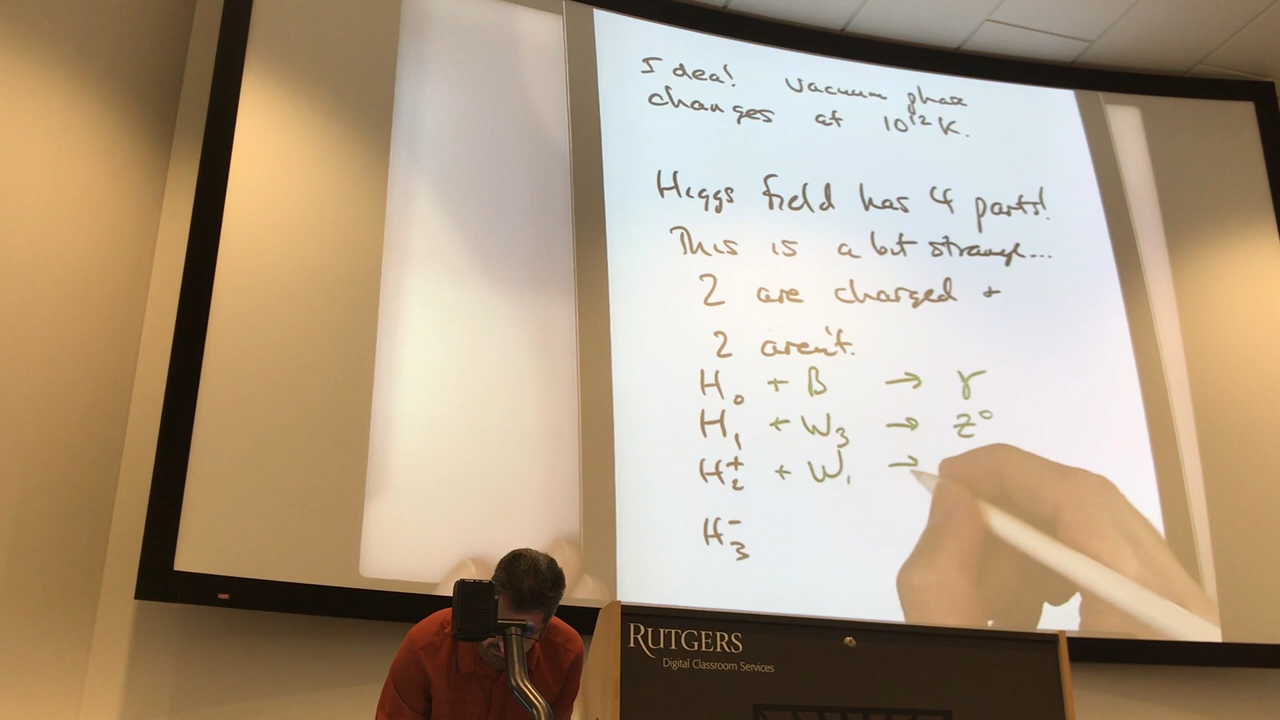 Idea! Vacuum phase
changes at 10¹²K.
Higgs field has 4 parts!
This is a bit strange...
2 are charged +
2 aren't.
H₀ + B → γ
H₁ + W₃ → Z⁰
H₂⁺ + W₁ →
H₃⁻
RUTGERS
Digital Classroom Services